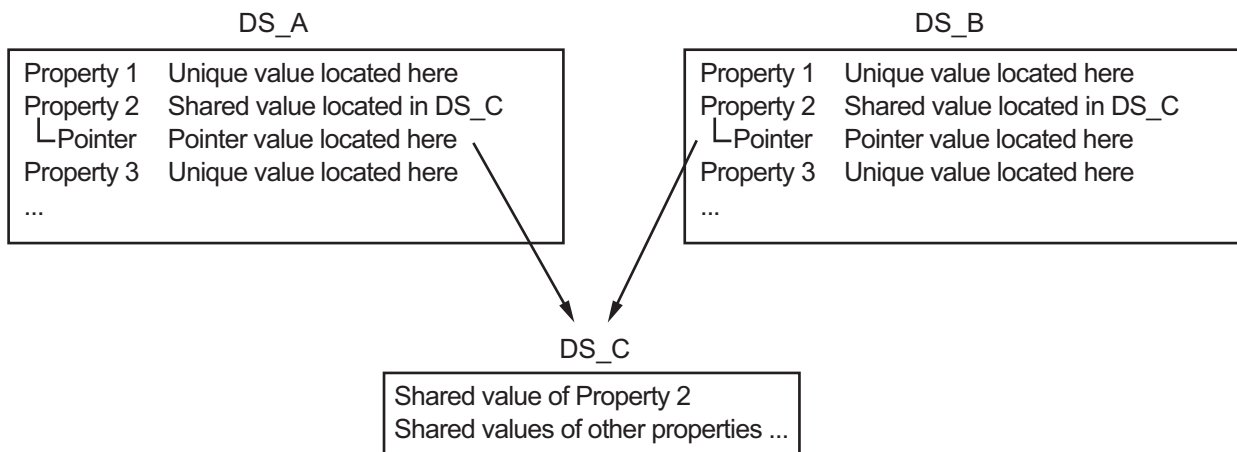 DS_A
Property 1 Unique value located here
Property 2 Shared value located in DS_C
Pointer Pointer value located here
Property 3 Unique value located here
...
DS_B
Property 1 Unique value located here
Property 2 Shared value located in DS_C
Pointer Pointer value located here
Property 3 Unique value located here
...
DS_C
Shared value of Property 2
Shared values of other properties ...